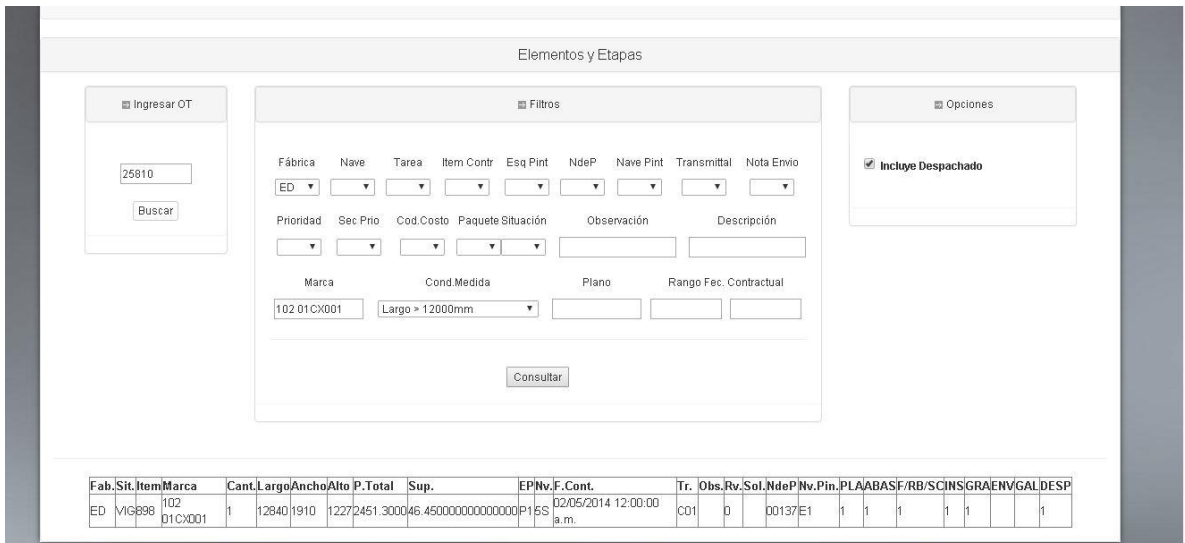 Elementos y Etapas
Ingresar OT
Filtros
Opciones
25810
Buscar
Fábrica Nave Tarea Item Contr Esq Pint NdeP Nave Pint Transmittal Nota Envio
ED
Prioridad Sec Prio Cod.Costo Paquete Situación Observación Descripción
Marca Cond.Medida Plano Rango Fec. Contractual
102 01CX001 Largo > 12000mm
Consultar
Incluye Despachado
Fab. Sit. Item Marca Cant. Largo Ancho Alto P.Total Sup. EP Nv. F.Cont. Tr. Obs. Rv. Sol. NdeP Nv.Pin. PLA ABAS F/RB/SC INS GRA ENV GAL DESP
ED VIG 898 102 01CX001 1 12840 1910 1227 2451.3000 46.450000000000000 P1 5S 02/05/2014 12:00:00 a.m. C01 0 00137 E1 1 1 1 1 1 1